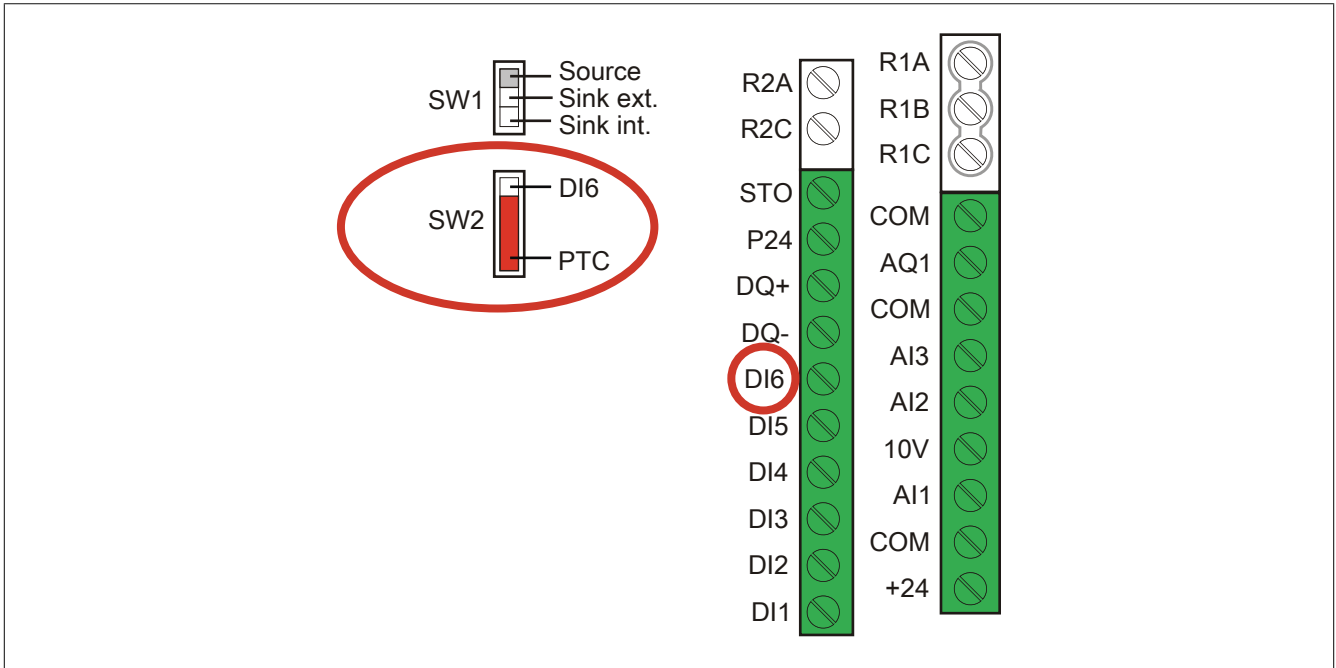 SW1
Source
Sink ext.
Sink int.
SW2
DI6
PTC
R2A
R2C
STO
P24
DQ+
DQ-
DI6
DI5
DI4
DI3
DI2
DI1
R1A
R1B
R1C
COM
AQ1
COM
AI3
AI2
10V
AI1
COM
+24